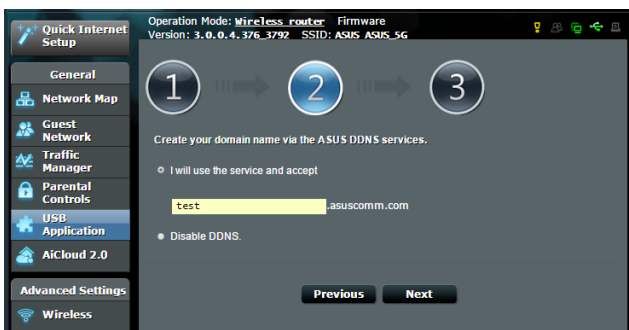 Quick Internet
Setup
Operation Mode: Wireless router Firmware
Version: 3.0.0.4.376_3792 SSID: ASUS ASUS_5G
General
Network Map
Guest
Network
Traffic
Manager
Parental
Controls
USB
Application
AiCloud 2.0
Advanced Settings
Wireless
1
2
3
Create your domain name via the ASUS DDNS services.
I will use the service and accept
test .asuscomm.com
Disable DDNS.
Previous Next